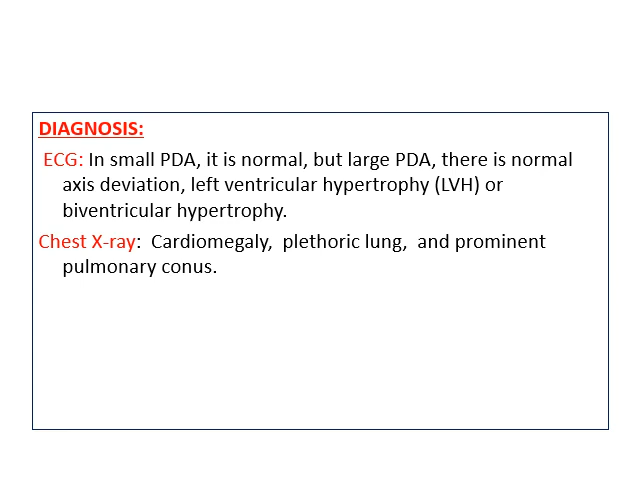 DIAGNOSIS:
ECG: In small PDA, it is normal, but large PDA, there is normal
axis deviation, left ventricular hypertrophy (LVH) or
biventricular hypertrophy.
Chest X-ray:  Cardiomegaly,  plethoric lung,  and prominent
pulmonary conus.